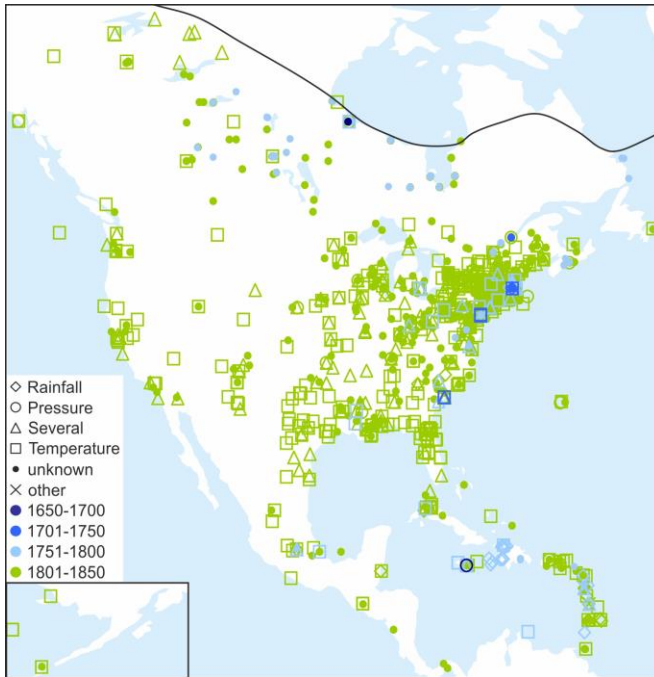 Rainfall
Pressure
Several
Temperature
unknown
other
1650-1700
1701-1750
1751-1800
1801-1850